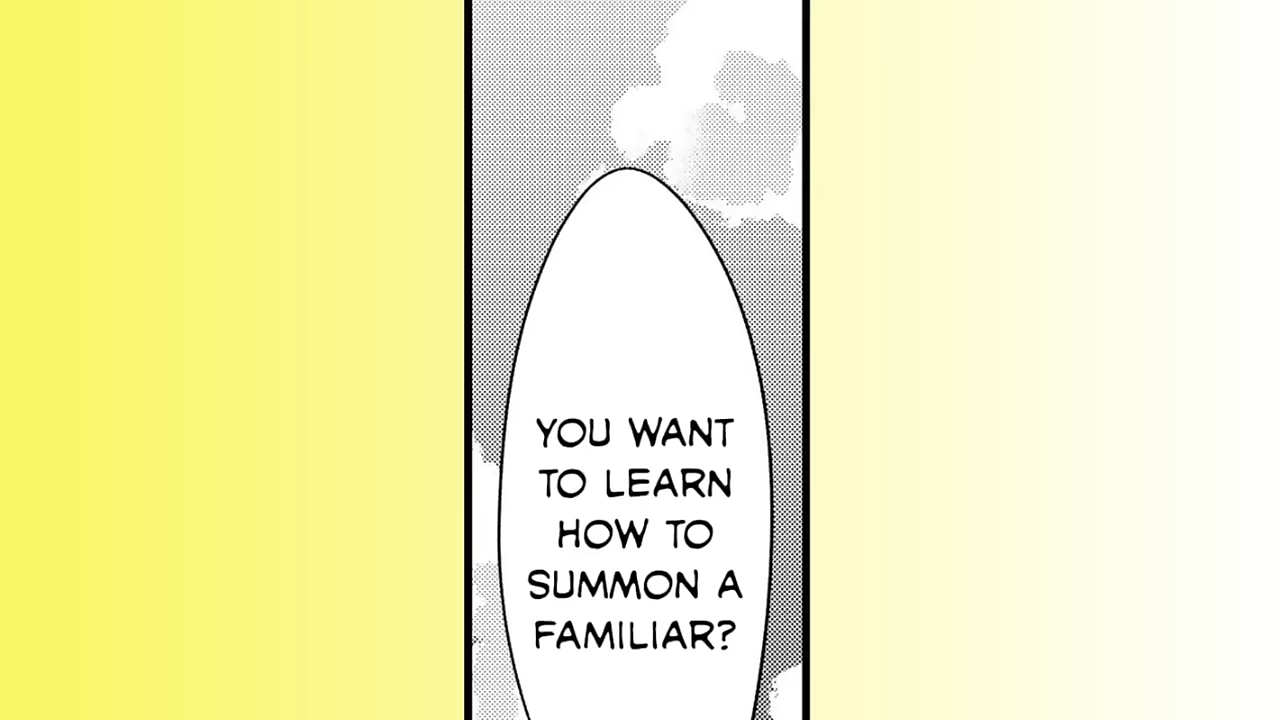 YOU WANT
TO LEARN
HOW TO
SUMMON A
FAMILIAR?